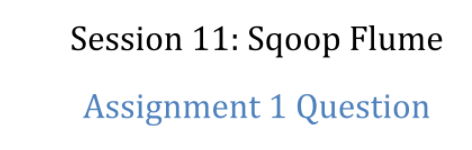 Session 11: Sqoop Flume
Assignment 1 Question